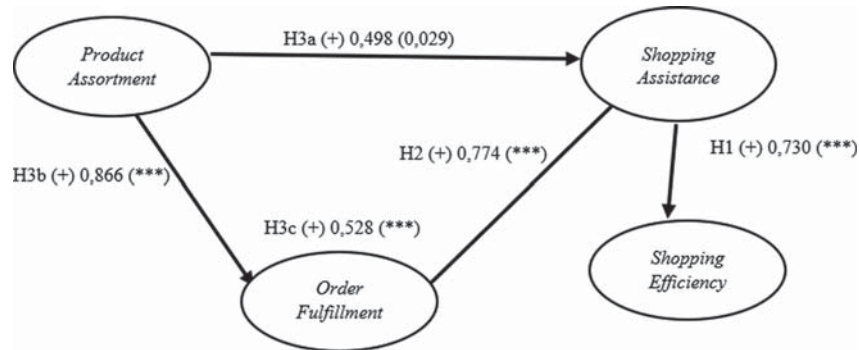 H3a (+) 0,498 (0,029)
Product
Assortment
Shopping
Assistance
H2 (+) 0,774 (***)
H1 (+) 0,730 (***)
H3b (+) 0,866 (***)
H3c (+) 0,528 (***)
Shopping
Efficiency
Order
Fulfillment